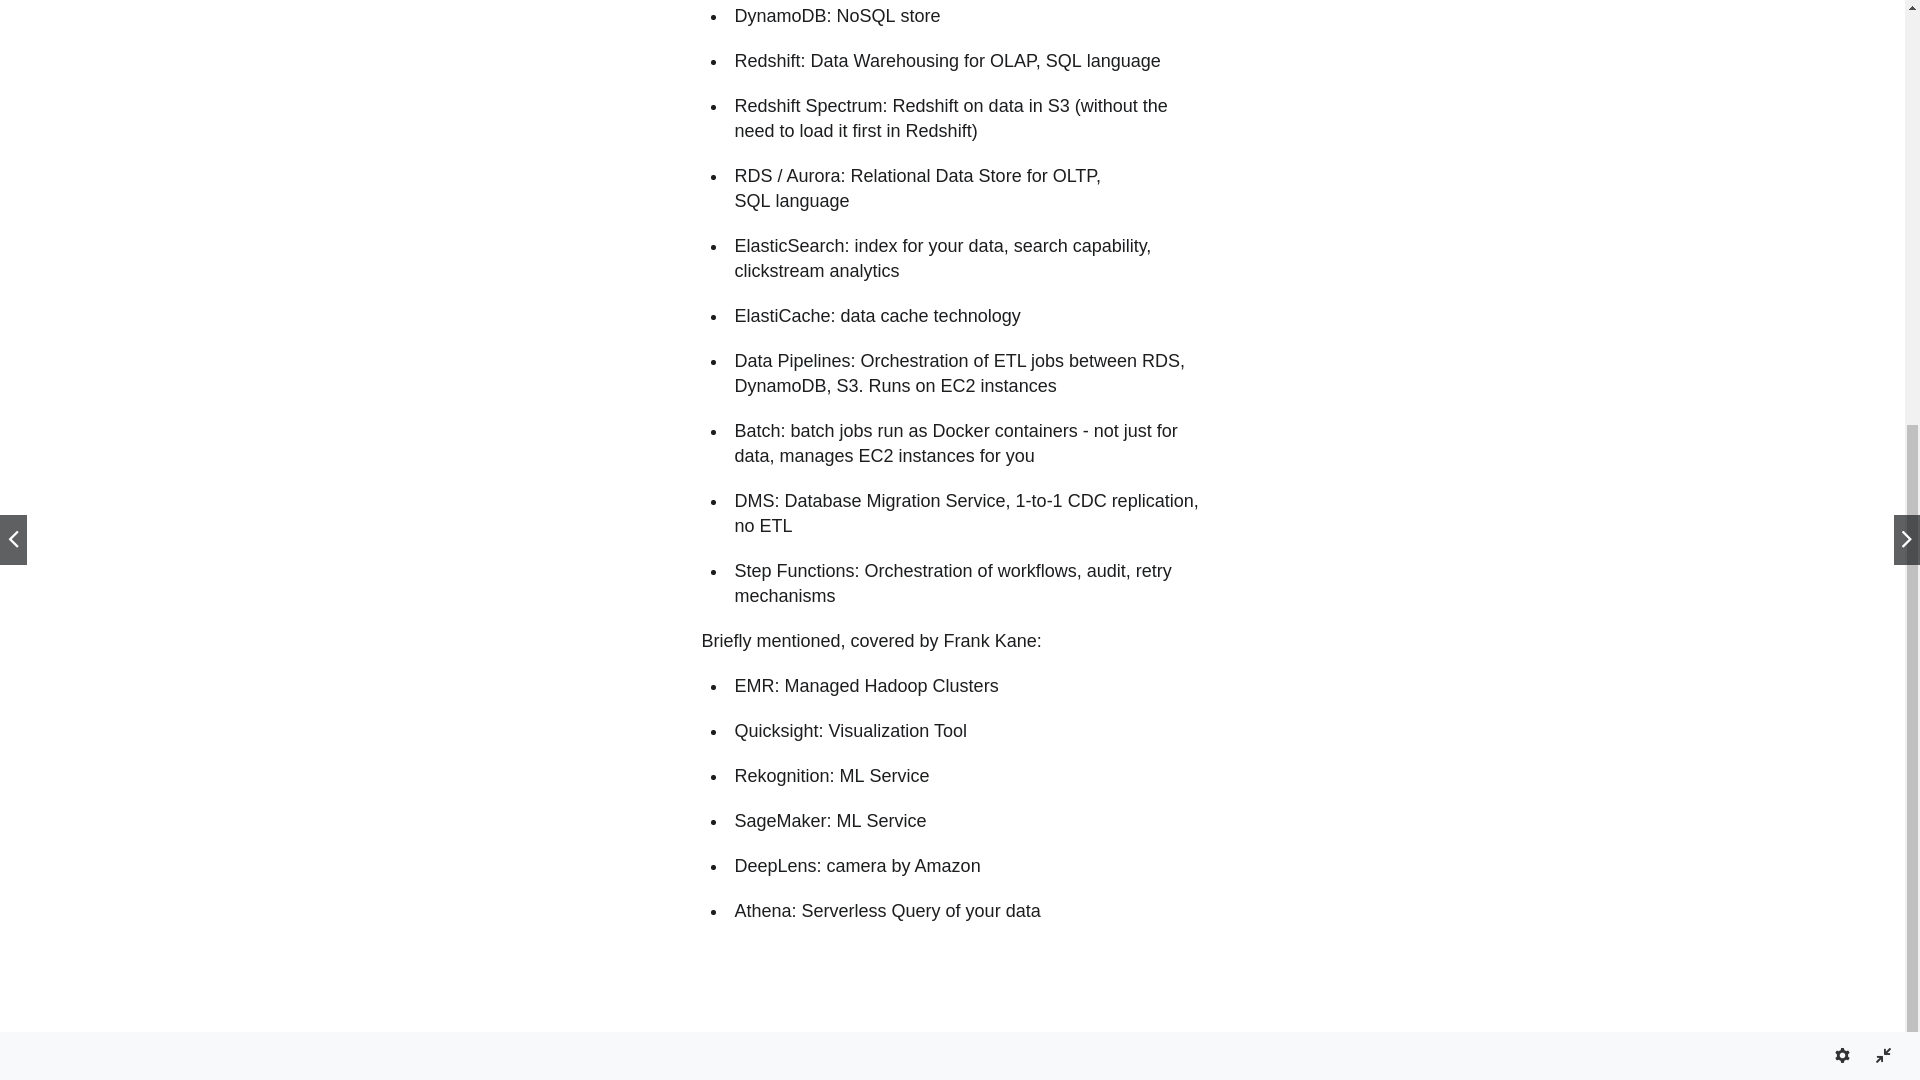 DynamoDB: NoSQL store
Redshift: Data Warehousing for OLAP, SQL language
Redshift Spectrum: Redshift on data in S3 (without the
need to load it first in Redshift)
RDS / Aurora: Relational Data Store for OLTP,
SQL language
ElasticSearch: index for your data, search capability,
clickstream analytics
ElastiCache: data cache technology
Data Pipelines: Orchestration of ETL jobs between RDS,
DynamoDB, S3. Runs on EC2 instances
Batch: batch jobs run as Docker containers - not just for
data, manages EC2 instances for you
DMS: Database Migration Service, 1-to-1 CDC replication,
no ETL
Step Functions: Orchestration of workflows, audit, retry
mechanisms
Briefly mentioned, covered by Frank Kane:
EMR: Managed Hadoop Clusters
Quicksight: Visualization Tool
Rekognition: ML Service
SageMaker: ML Service
DeepLens: camera by Amazon
Athena: Serverless Query of your data